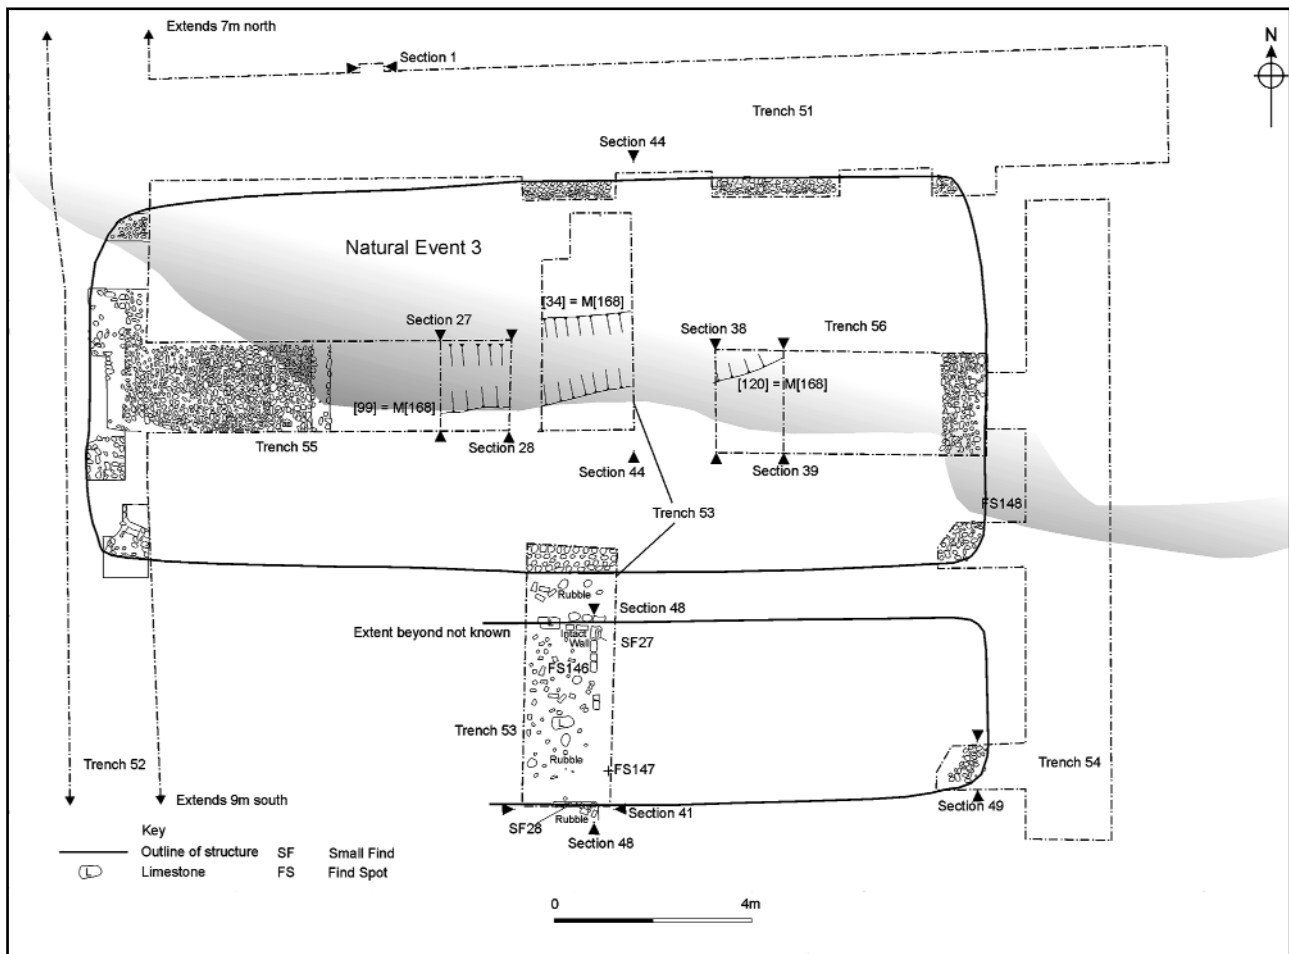 Extends 7m north
N
Section 1
Trench 51
Section 44
Natural Event 3
[34] = M[168]
Section 27
Section 38
Trench 56
[120] = M[168]
[99] = M[168]
Trench 55
Section 28
Section 44
Section 39
FS148
Trench 53
Rubble
Section 48
Extent beyond not known
L
Intact
Wall
SF27
FS146
L
Trench 53
Rubble
FS147
Trench 52
Trench 54
Extends 9m south
Section 41
Section 49
Rubble
SF28
Section 48
Key
Outline of structure SF Small Find
L Limestone FS Find Spot
0 4m